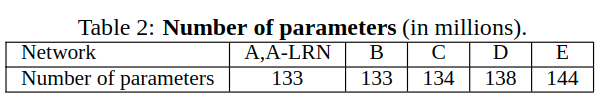 Table 2: Number of parameters (in millions).
Network A,A-LRN B C D E
Number of parameters 133 133 134 138 144